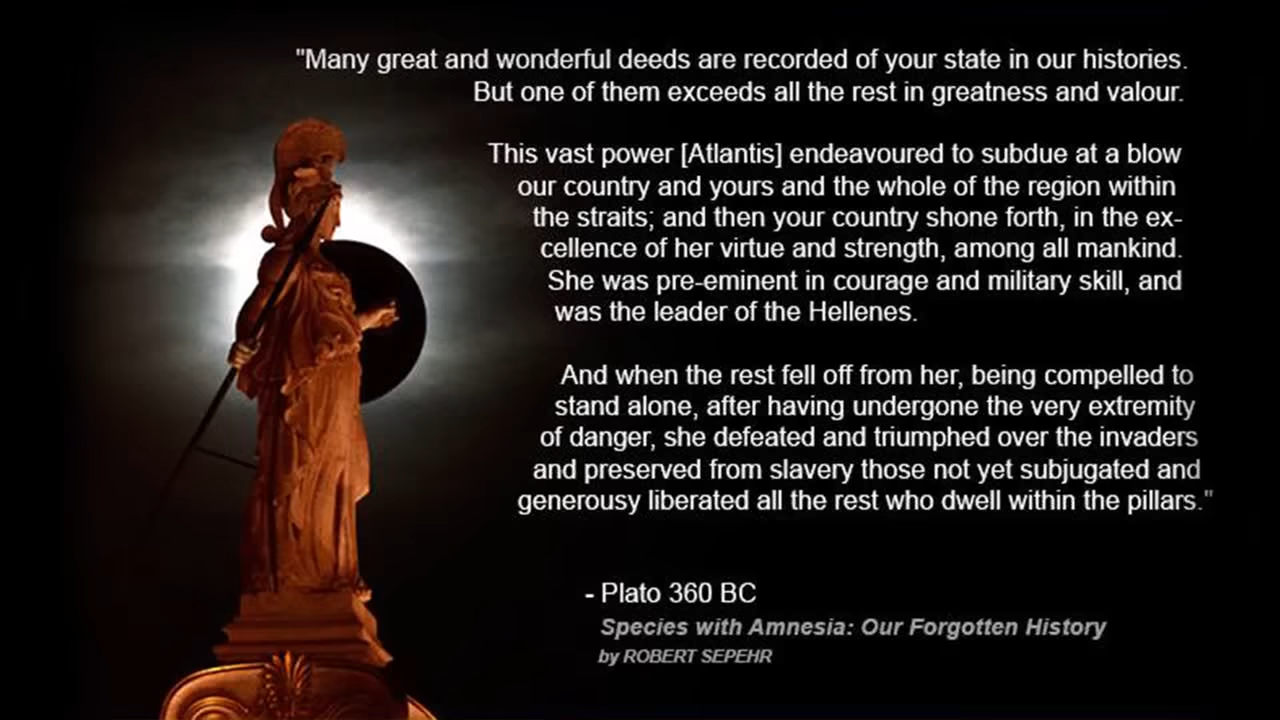 "Many great and wonderful deeds are recorded of your state in our histories.
But one of them exceeds all the rest in greatness and valour.
This vast power [Atlantis] endeavoured to subdue at a blow
our country and yours and the whole of the region within
the straits; and then your country shone forth, in the ex-
cellence of her virtue and strength, among all mankind.
She was pre-eminent in courage and military skill, and
was the leader of the Hellenes.
And when the rest fell off from her, being compelled to
stand alone, after having undergone the very extremity
of danger, she defeated and triumphed over the invaders
and preserved from slavery those not yet subjugated and
generousy liberated all the rest who dwell within the pillars."
- Plato 360 BC
Species with Amnesia: Our Forgotten History
by ROBERT SEPEHR